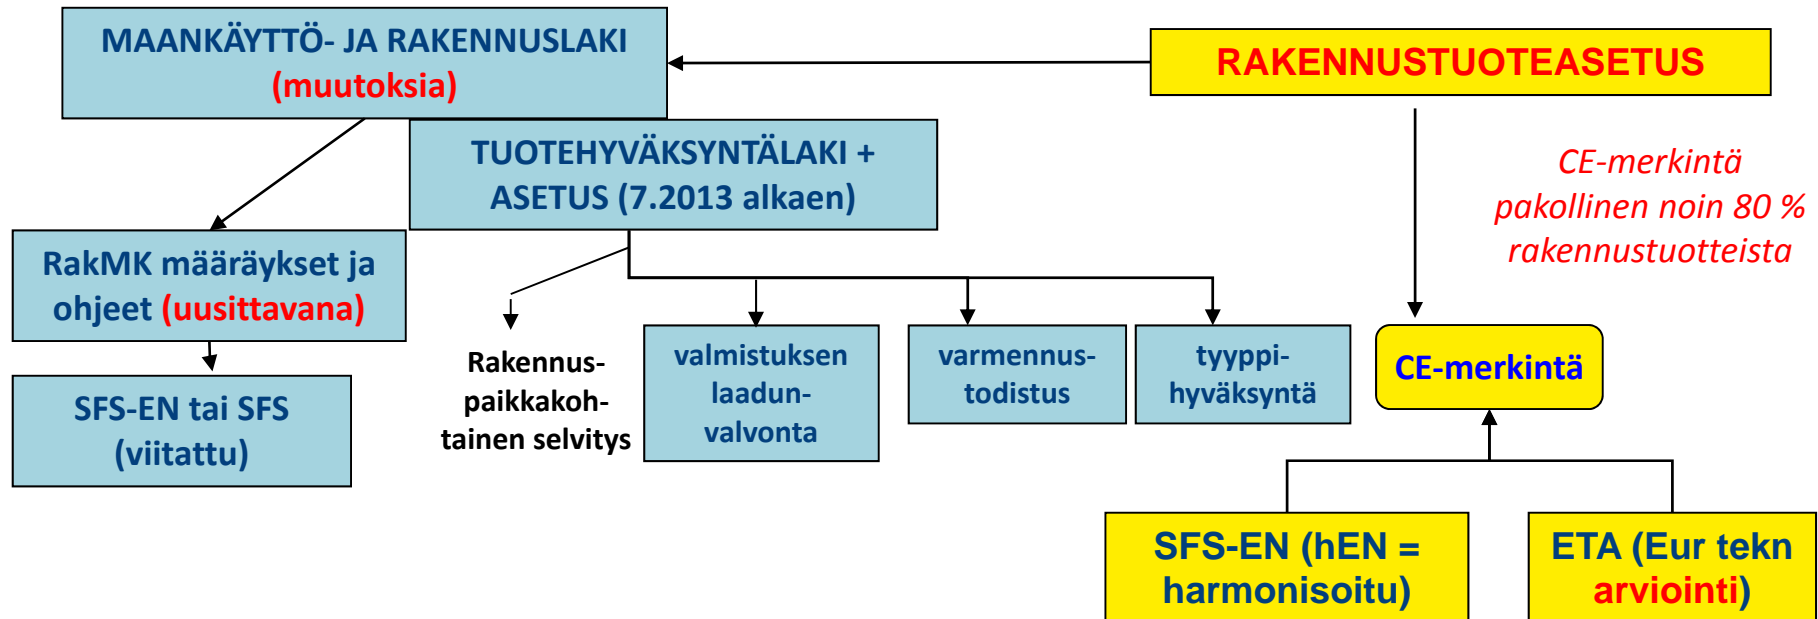 MAANKÄYTTÖ- JA RAKENNUSLAKI
(muutoksia)
RAKENNUSTUOTEASETUS
TUOTEHYVÄKSYNTÄLAKI +
ASETUS (7.2013 alkaen)
CE-merkintä
pakollinen noin 80 %
rakennustuotteista
RakMK määräykset ja
ohjeet (uusittavana)
SFS-EN tai SFS
(viitattu)
Rakennus-
paikkakoh-
tainen selvitys
valmistuksen
laadun-
valvonta
varmennus-
todistus
tyyppi-
hyväksyntä
CE-merkintä
SFS-EN (hEN =
harmonisoitu)
ETA (Eur tekn
arviointi)